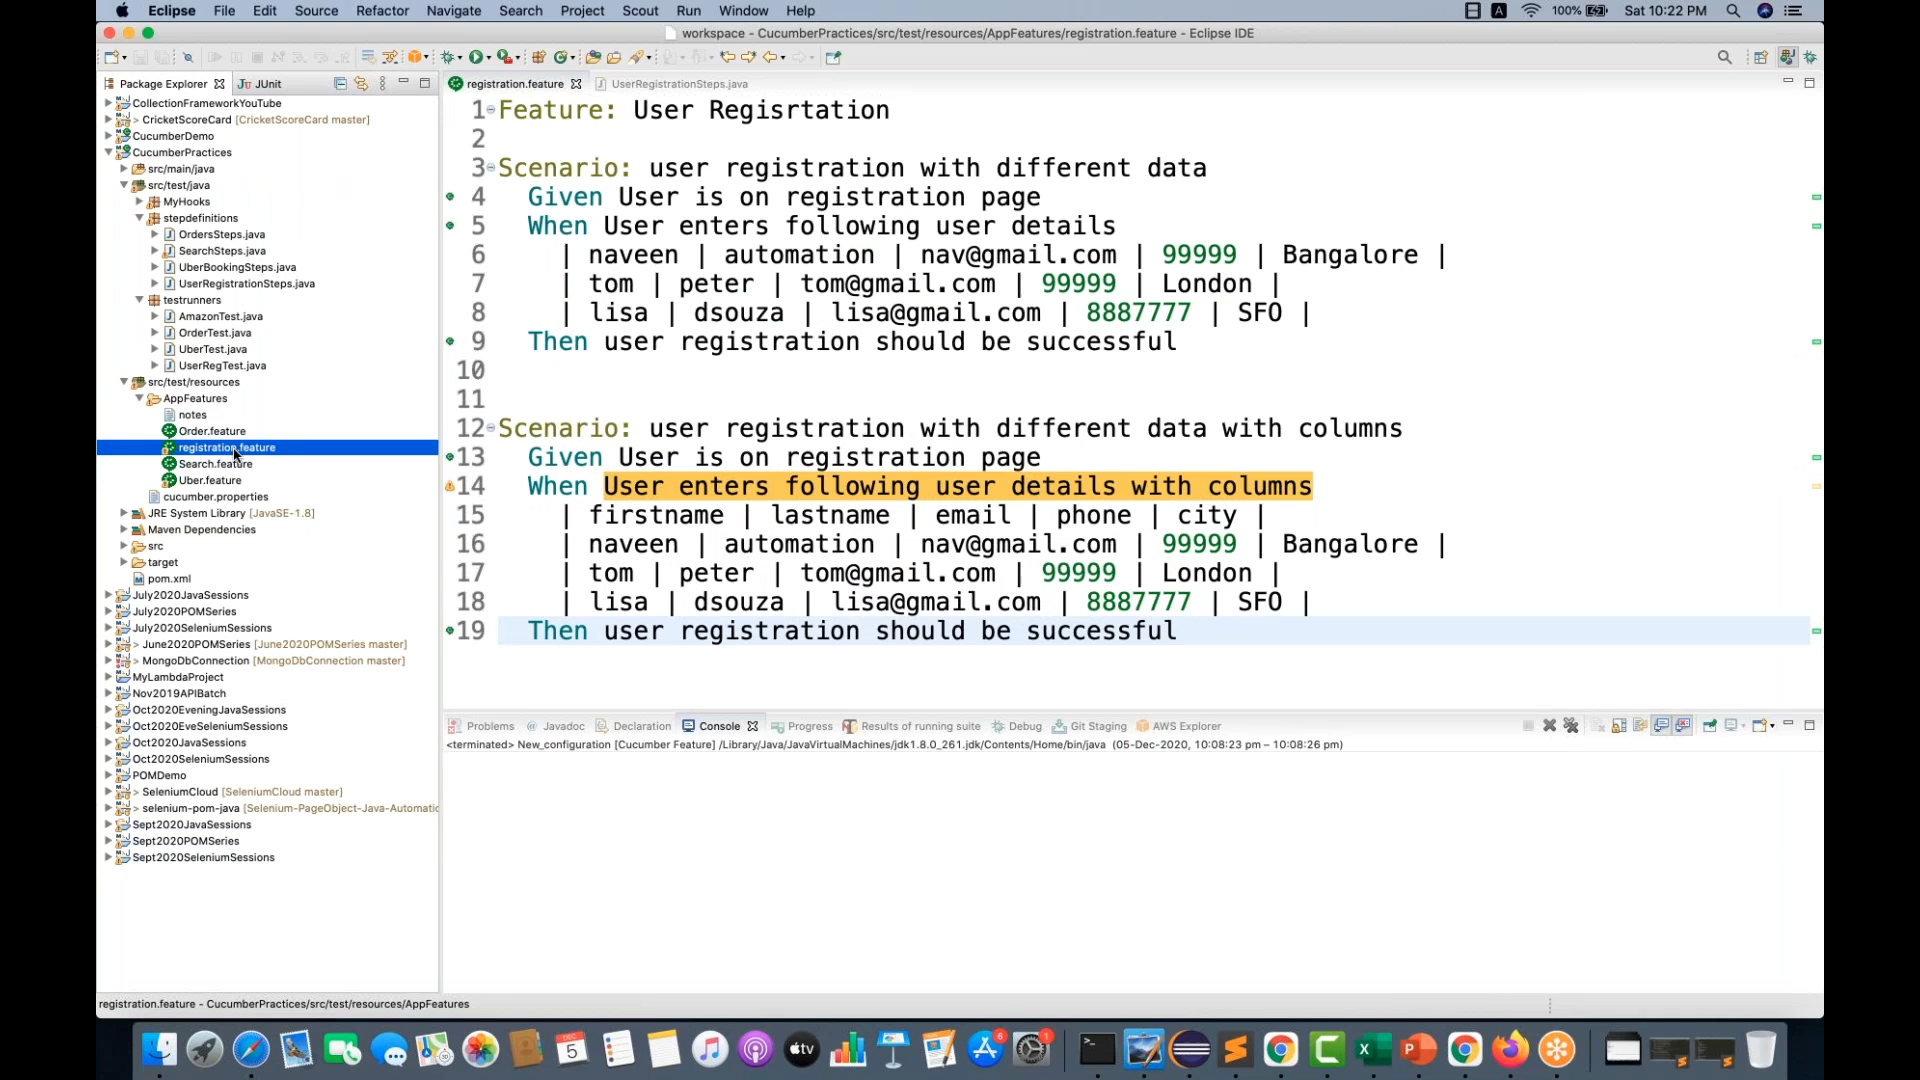 Eclipse File Edit Source Refactor Navigate Search Project Scout Run Window Help 100% Sat 10:22 PM
workspace - CucumberPractices/src/test/resources/AppFeatures/registration.feature - Eclipse IDE
Package Explorer JUnit
registration.feature UserRegistrationSteps.java
CollectionFrameworkYouTube
> CricketScoreCard [CricketScoreCard master]
CucumberDemo
CucumberPractices
src/main/java
src/test/java
MyHooks
stepdefinitions
OrdersSteps.java
SearchSteps.java
UberBookingSteps.java
UserRegistrationSteps.java
testrunners
AmazonTest.java
OrderTest.java
UberTest.java
UserRegTest.java
src/test/resources
AppFeatures
notes
Order.feature
registration.feature
Search.feature
Uber.feature
cucumber.properties
JRE System Library [JavaSE-1.8]
Maven Dependencies
src
target
pom.xml
July2020JavaSessions
July2020POMSeries
July2020SeleniumSessions
> June2020POMSeries [June2020POMSeries master]
> MongoDbConnection [MongoDbConnection master]
MyLambdaProject
Nov2019APIBatch
Oct2020EveningJavaSessions
Oct2020EveSeleniumSessions
Oct2020JavaSessions
Oct2020SeleniumSessions
POMDemo
> SeleniumCloud [SeleniumCloud master]
> selenium-pom-java [Selenium-PageObject-Java-Automatic
Sept2020JavaSessions
Sept2020POMSeries
Sept2020SeleniumSessions
1 Feature: User Regisrtation
2
3 Scenario: user registration with different data
4 Given User is on registration page
5 When User enters following user details
6 | naveen | automation | nav@gmail.com | 99999 | Bangalore |
7 | tom | peter | tom@gmail.com | 99999 | London |
8 | lisa | dsouza | lisa@gmail.com | 8887777 | SFO |
9 Then user registration should be successful
10
11
12 Scenario: user registration with different data with columns
13 Given User is on registration page
14 When User enters following user details with columns
15 | firstname | lastname | email | phone | city |
16 | naveen | automation | nav@gmail.com | 99999 | Bangalore |
17 | tom | peter | tom@gmail.com | 99999 | London |
18 | lisa | dsouza | lisa@gmail.com | 8887777 | SFO |
19 Then user registration should be successful
Problems Javadoc Declaration Console Progress Results of running suite Debug Git Staging AWS Explorer
<terminated> New_configuration [Cucumber Feature] /Library/Java/JavaVirtualMachines/jdk1.8.0_261.jdk/Contents/Home/bin/java (05-Dec-2020, 10:08:23 pm – 10:08:26 pm)
registration.feature - CucumberPractices/src/test/resources/AppFeatures
DEC 5 tv 6 1